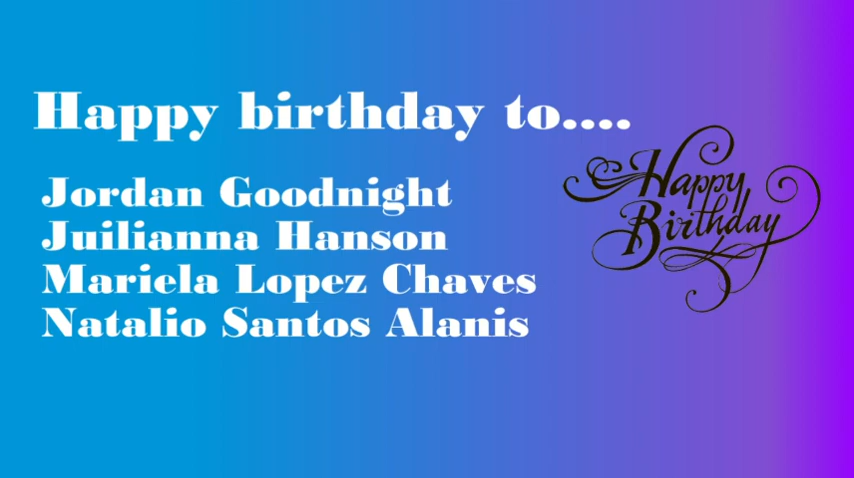 Happy birthday to....
Jordan Goodnight
Juilianna Hanson
Mariela Lopez Chaves
Natalio Santos Alanis
Happy
Birthday